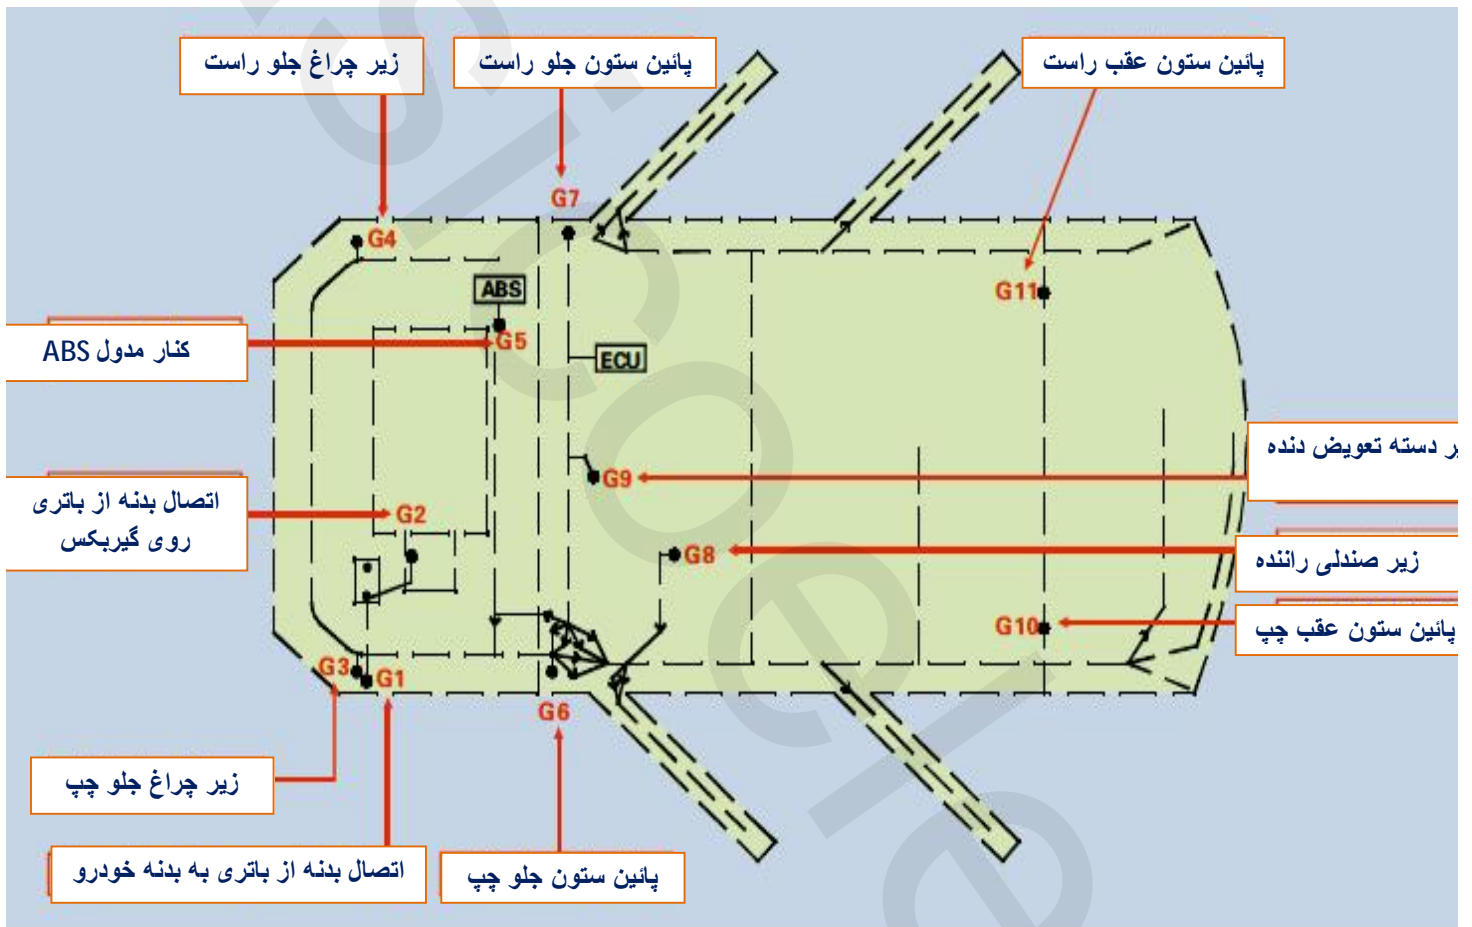 زیر چراغ جلو راست
پائین ستون جلو راست
پائین ستون عقب راست
G7
G4
G11
ABS
G5
کنار مدول ABS
ECU
دسته تعویض دنده
G9
اتصال بدنه از باتری
روی گیربکس
G2
G8
زیر صندلی راننده
G10
پائین ستون عقب چپ
G3
G1
G6
زیر چراغ جلو چپ
اتصال بدنه از باتری به بدنه خودرو
پائین ستون جلو چپ